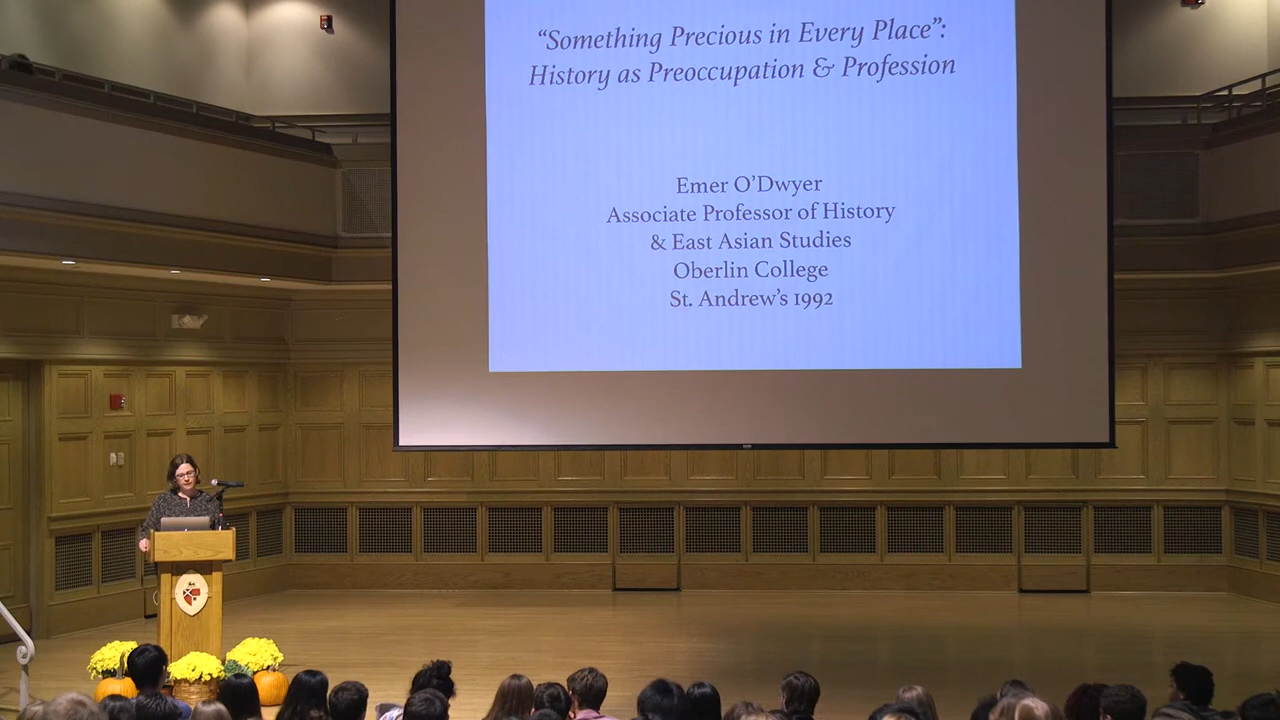 “Something Precious in Every Place”:
History as Preoccupation & Profession
Emer O’Dwyer
Associate Professor of History
& East Asian Studies
Oberlin College
St. Andrew’s 1992